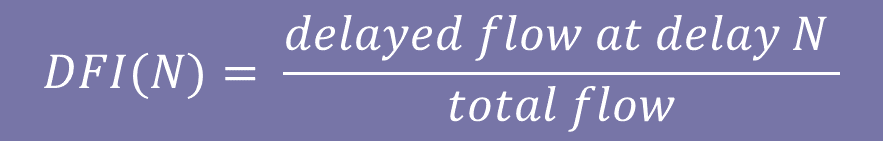 DFI(N) = delayed flow at delay N
total flow